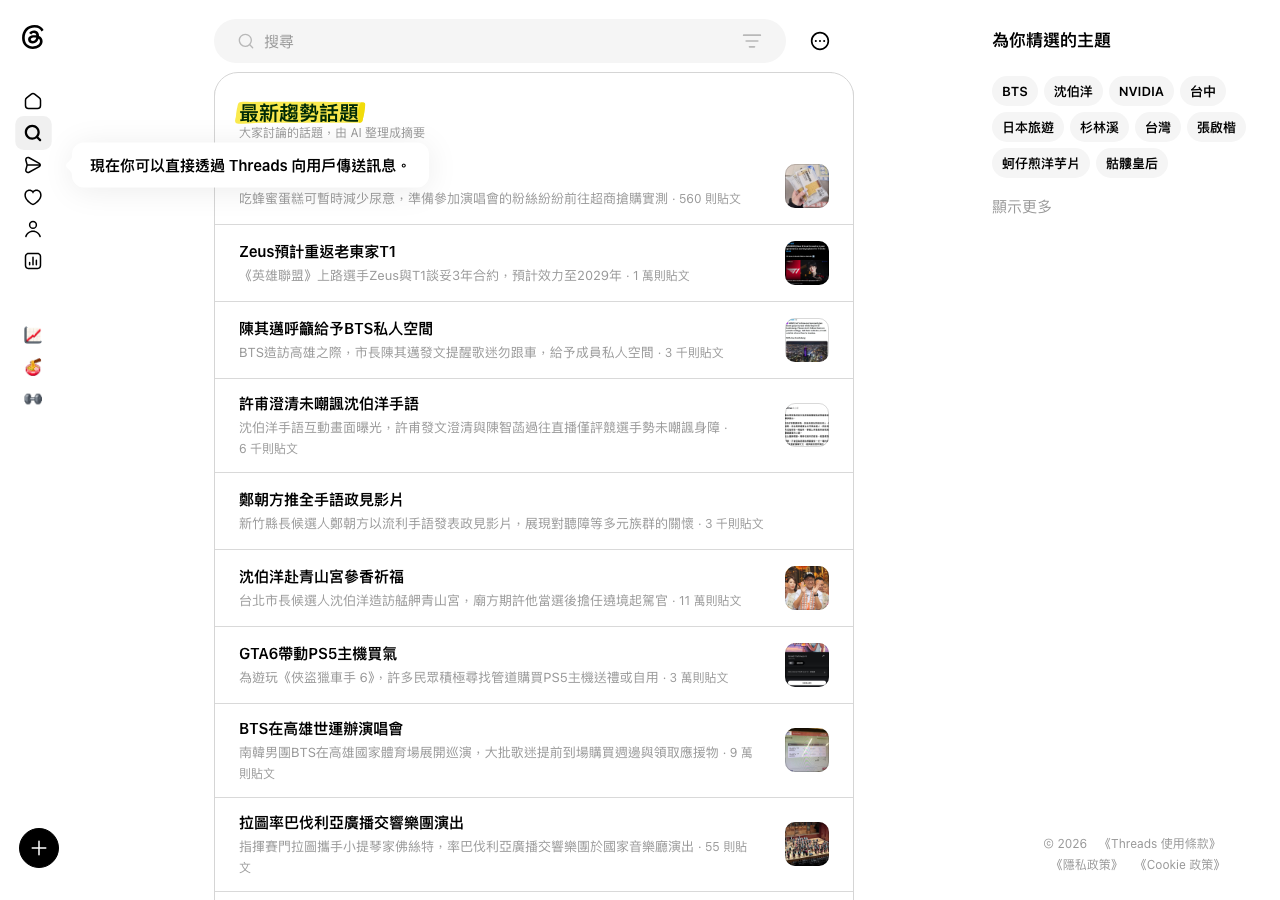 搜尋
最新趨勢話題
大家討論的話題，由 AI 整理成摘要
現在你可以直接透過 Threads 向用戶傳送訊息。
吃蜂蜜蛋糕可暫時減少尿意，準備參加演唱會的粉絲紛紛前往超商搶購實測 · 560 則貼文
Zeus預計重返老東家T1
《英雄聯盟》上路選手Zeus與T1談妥3年合約，預計效力至2029年 · 1 萬則貼文
陳其邁呼籲給予BTS私人空間
BTS造訪高雄之際，市長陳其邁發文提醒歌迷勿跟車，給予成員私人空間 · 3 千則貼文
許甫澄清未嘲諷沈伯洋手語
沈伯洋手語互動畫面曝光，許甫發文澄清與陳智菡過往直播僅評競選手勢未嘲諷身障 ·
6 千則貼文
鄭朝方推全手語政見影片
新竹縣長候選人鄭朝方以流利手語發表政見影片，展現對聽障等多元族群的關懷 · 3 千則貼文
沈伯洋赴青山宮參香祈福
台北市長候選人沈伯洋造訪艋舺青山宮，廟方期許他當選後擔任遶境起駕官 · 11 萬則貼文
GTA6帶動PS5主機買氣
為遊玩《俠盜獵車手 6》，許多民眾積極尋找管道購買PS5主機送禮或自用 · 3 萬則貼文
BTS在高雄世運辦演唱會
南韓男團BTS在高雄國家體育場展開巡演，大批歌迷提前到場購買週邊與領取應援物 · 9 萬
則貼文
拉圖率巴伐利亞廣播交響樂團演出
指揮賽門拉圖攜手小提琴家佛絲特，率巴伐利亞廣播交響樂團於國家音樂廳演出 · 55 則貼
文
為你精選的主題
BTS 沈伯洋 NVIDIA 台中
日本旅遊 杉林溪 台灣 張啟楷
蚵仔煎洋芋片 骷髏皇后
顯示更多
© 2026 《Threads 使用條款》
《隱私政策》 《Cookie 政策》